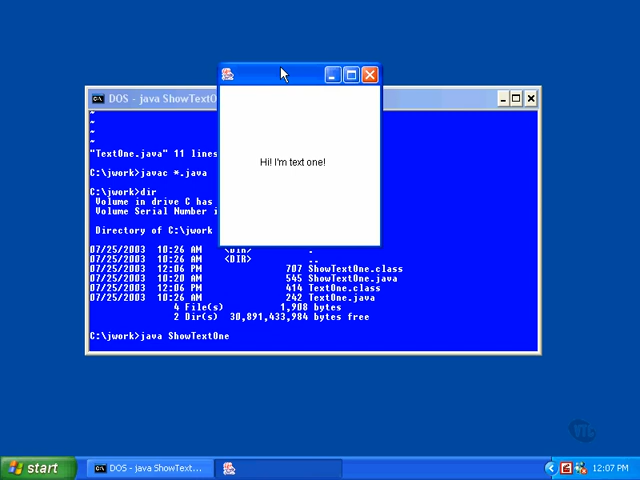 DOS - java ShowTextO
~
~
~
~
"TextOne.java" 11 lines
C:\jwork>javac *.java
C:\jwork>dir
Volume in drive C has
Volume Serial Number i
Directory of C:\jwork
07/25/2003 10:26 AM <DIR> .
07/25/2003 10:26 AM <DIR> ..
07/25/2003 12:06 PM 707 ShowTextOne.class
07/25/2003 10:20 AM 545 ShowTextOne.java
07/25/2003 12:06 PM 414 TextOne.class
07/25/2003 10:26 AM 242 TextOne.java
4 File(s) 1,908 bytes
2 Dir(s) 30,891,433,984 bytes free
C:\jwork>java ShowTextOne
Hi! I'm text one!
start
DOS - java ShowText...
12:07 PM